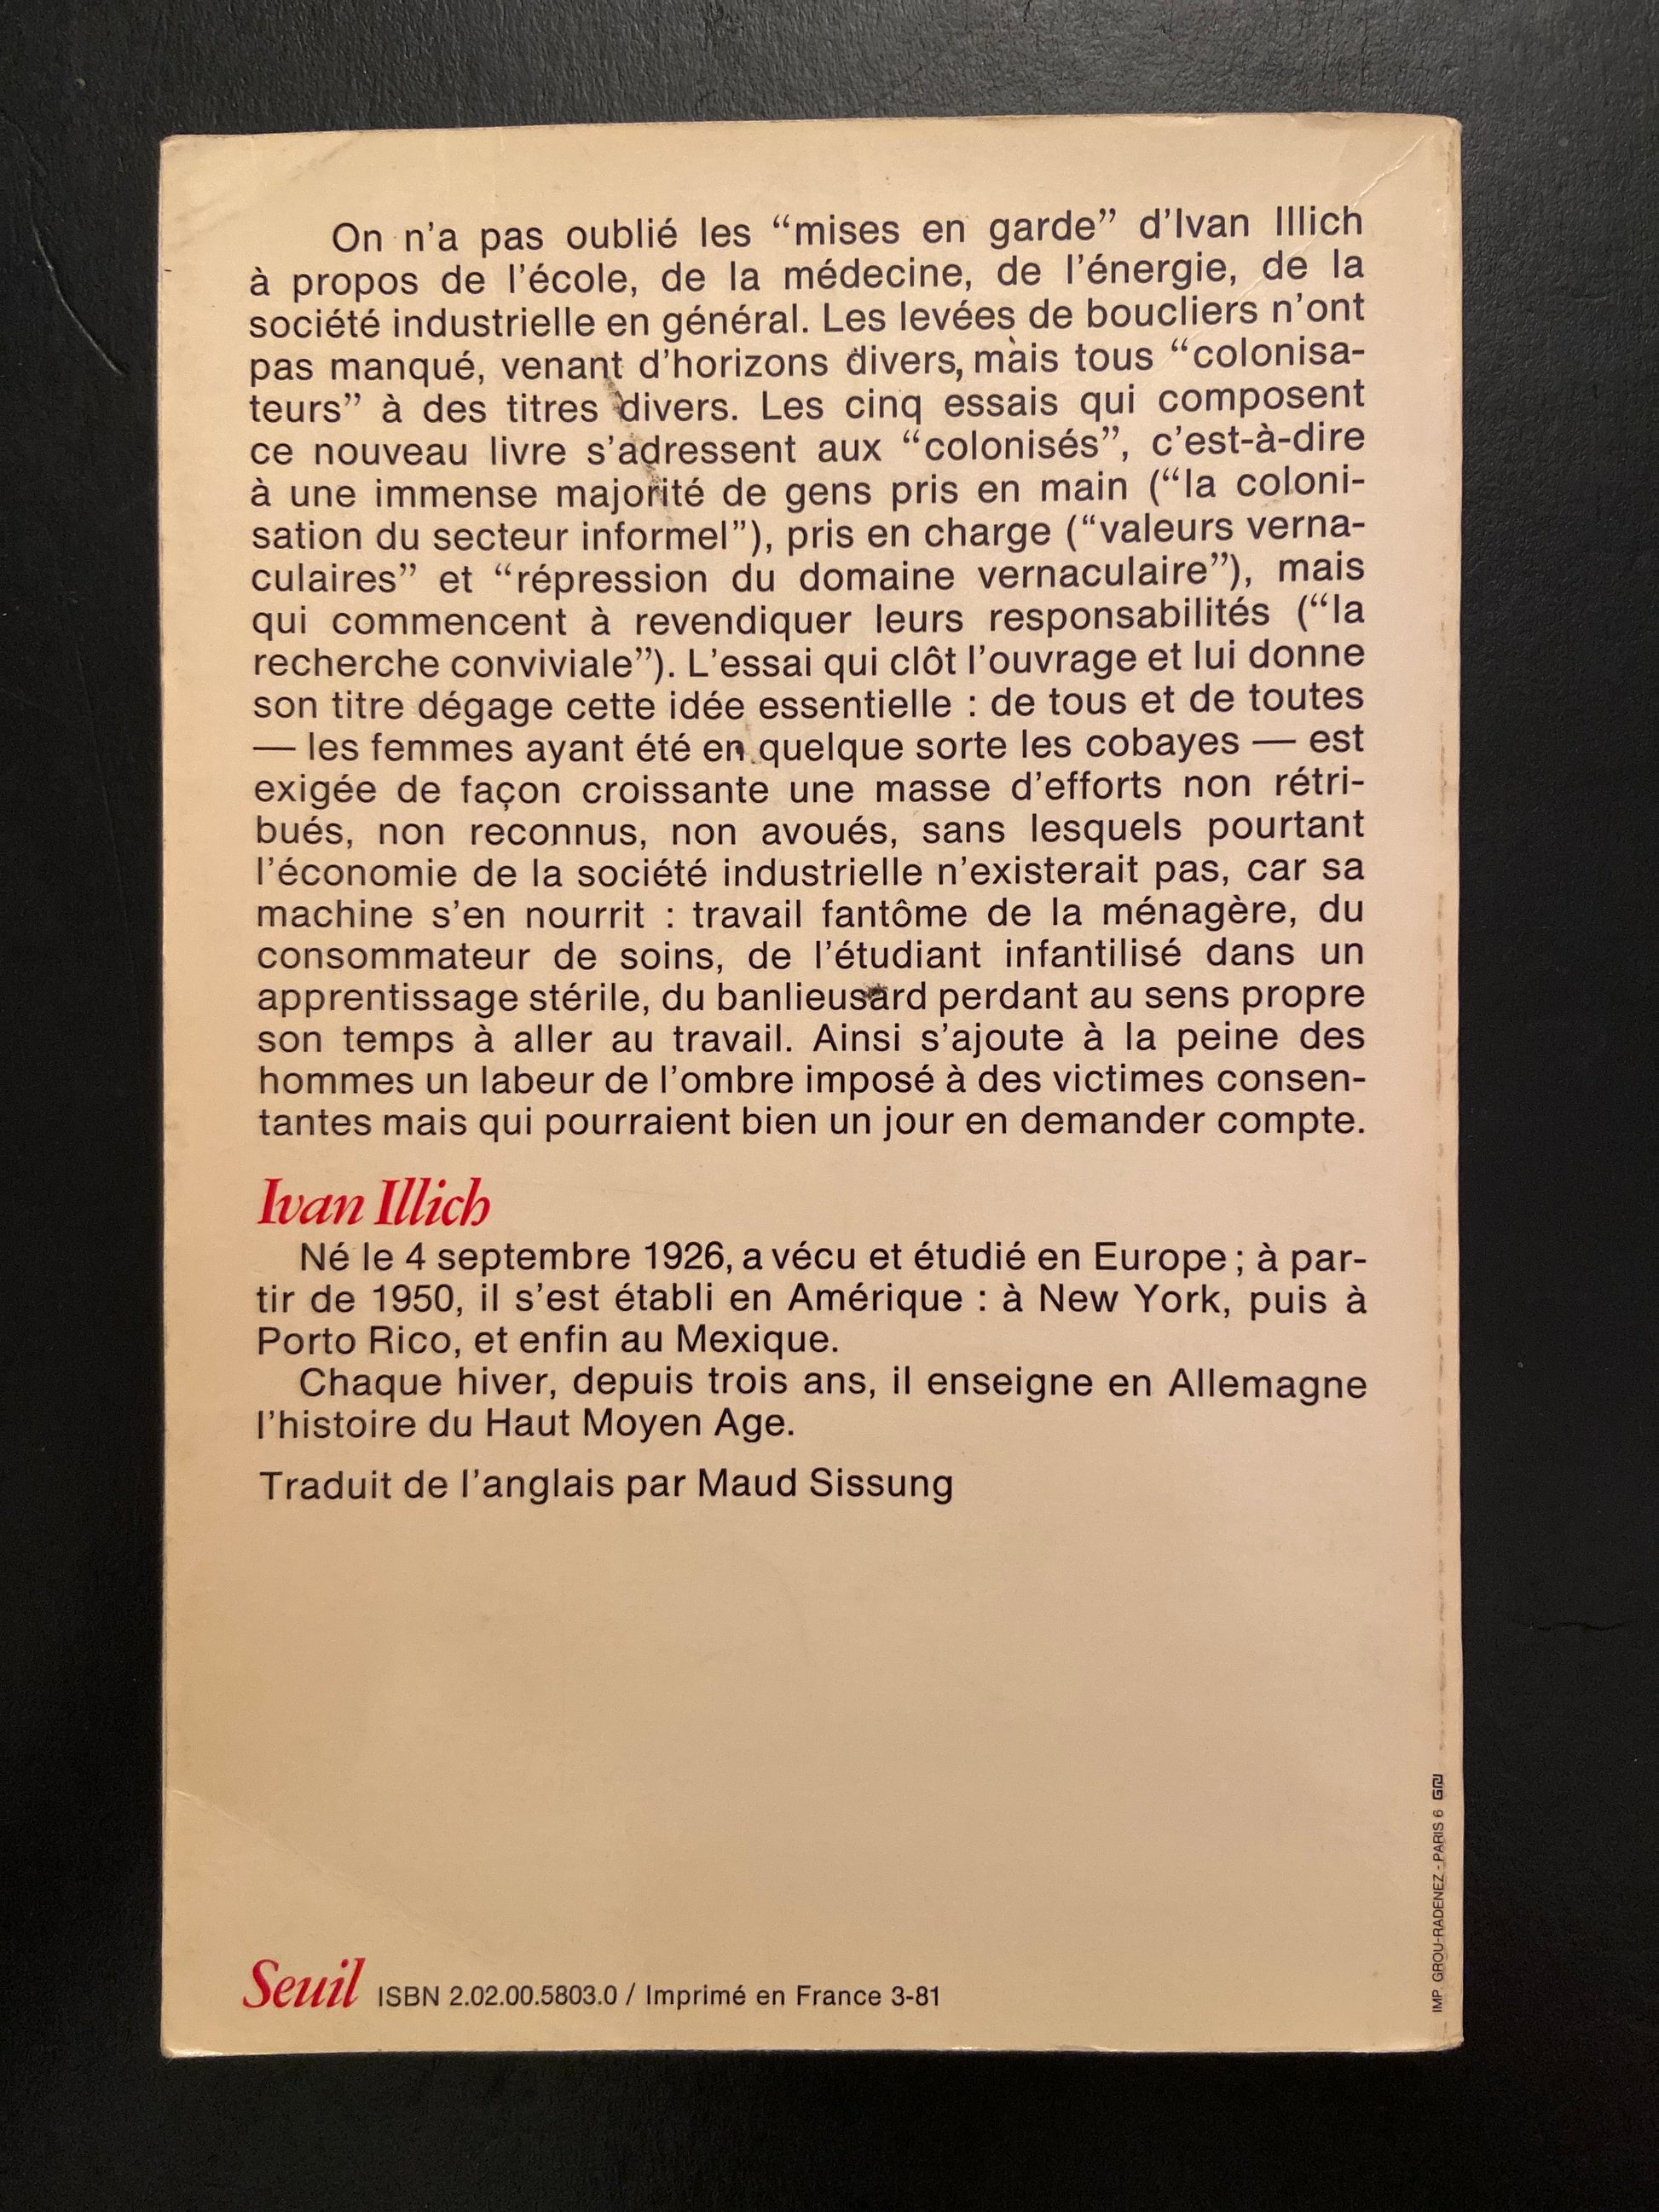 On n'a pas oublié les “mises en garde” d'Ivan Illich
à propos de l'école, de la médecine, de l'énergie, de la
société industrielle en général. Les levées de boucliers n'ont
pas manqué, venant d'horizons divers, mais tous “colonisa-
teurs” à des titres divers. Les cinq essais qui composent
ce nouveau livre s'adressent aux “colonisés”, c'est-à-dire
à une immense majorité de gens pris en main (“la coloni-
sation du secteur informel”), pris en charge (“valeurs verna-
culaires” et “répression du domaine vernaculaire”), mais
qui commencent à revendiquer leurs responsabilités (“la
recherche conviviale”). L'essai qui clôt l'ouvrage et lui donne
son titre dégage cette idée essentielle : de tous et de toutes
— les femmes ayant été en quelque sorte les cobayes — est
exigée de façon croissante une masse d'efforts non rétri-
bués, non reconnus, non avoués, sans lesquels pourtant
l'économie de la société industrielle n'existerait pas, car sa
machine s'en nourrit : travail fantôme de la ménagère, du
consommateur de soins, de l'étudiant infantilisé dans un
apprentissage stérile, du banlieusard perdant au sens propre
son temps à aller au travail. Ainsi s'ajoute à la peine des
hommes un labeur de l'ombre imposé à des victimes consen-
tantes mais qui pourraient bien un jour en demander compte.
Ivan Illich
Né le 4 septembre 1926, a vécu et étudié en Europe ; à par-
tir de 1950, il s'est établi en Amérique : à New York, puis à
Porto Rico, et enfin au Mexique.
Chaque hiver, depuis trois ans, il enseigne en Allemagne
l'histoire du Haut Moyen Age.
Traduit de l'anglais par Maud Sissung
Seuil ISBN 2.02.00.5803.0 / Imprimé en France 3-81
IMP. GROU-RADENEZ - PARIS 6